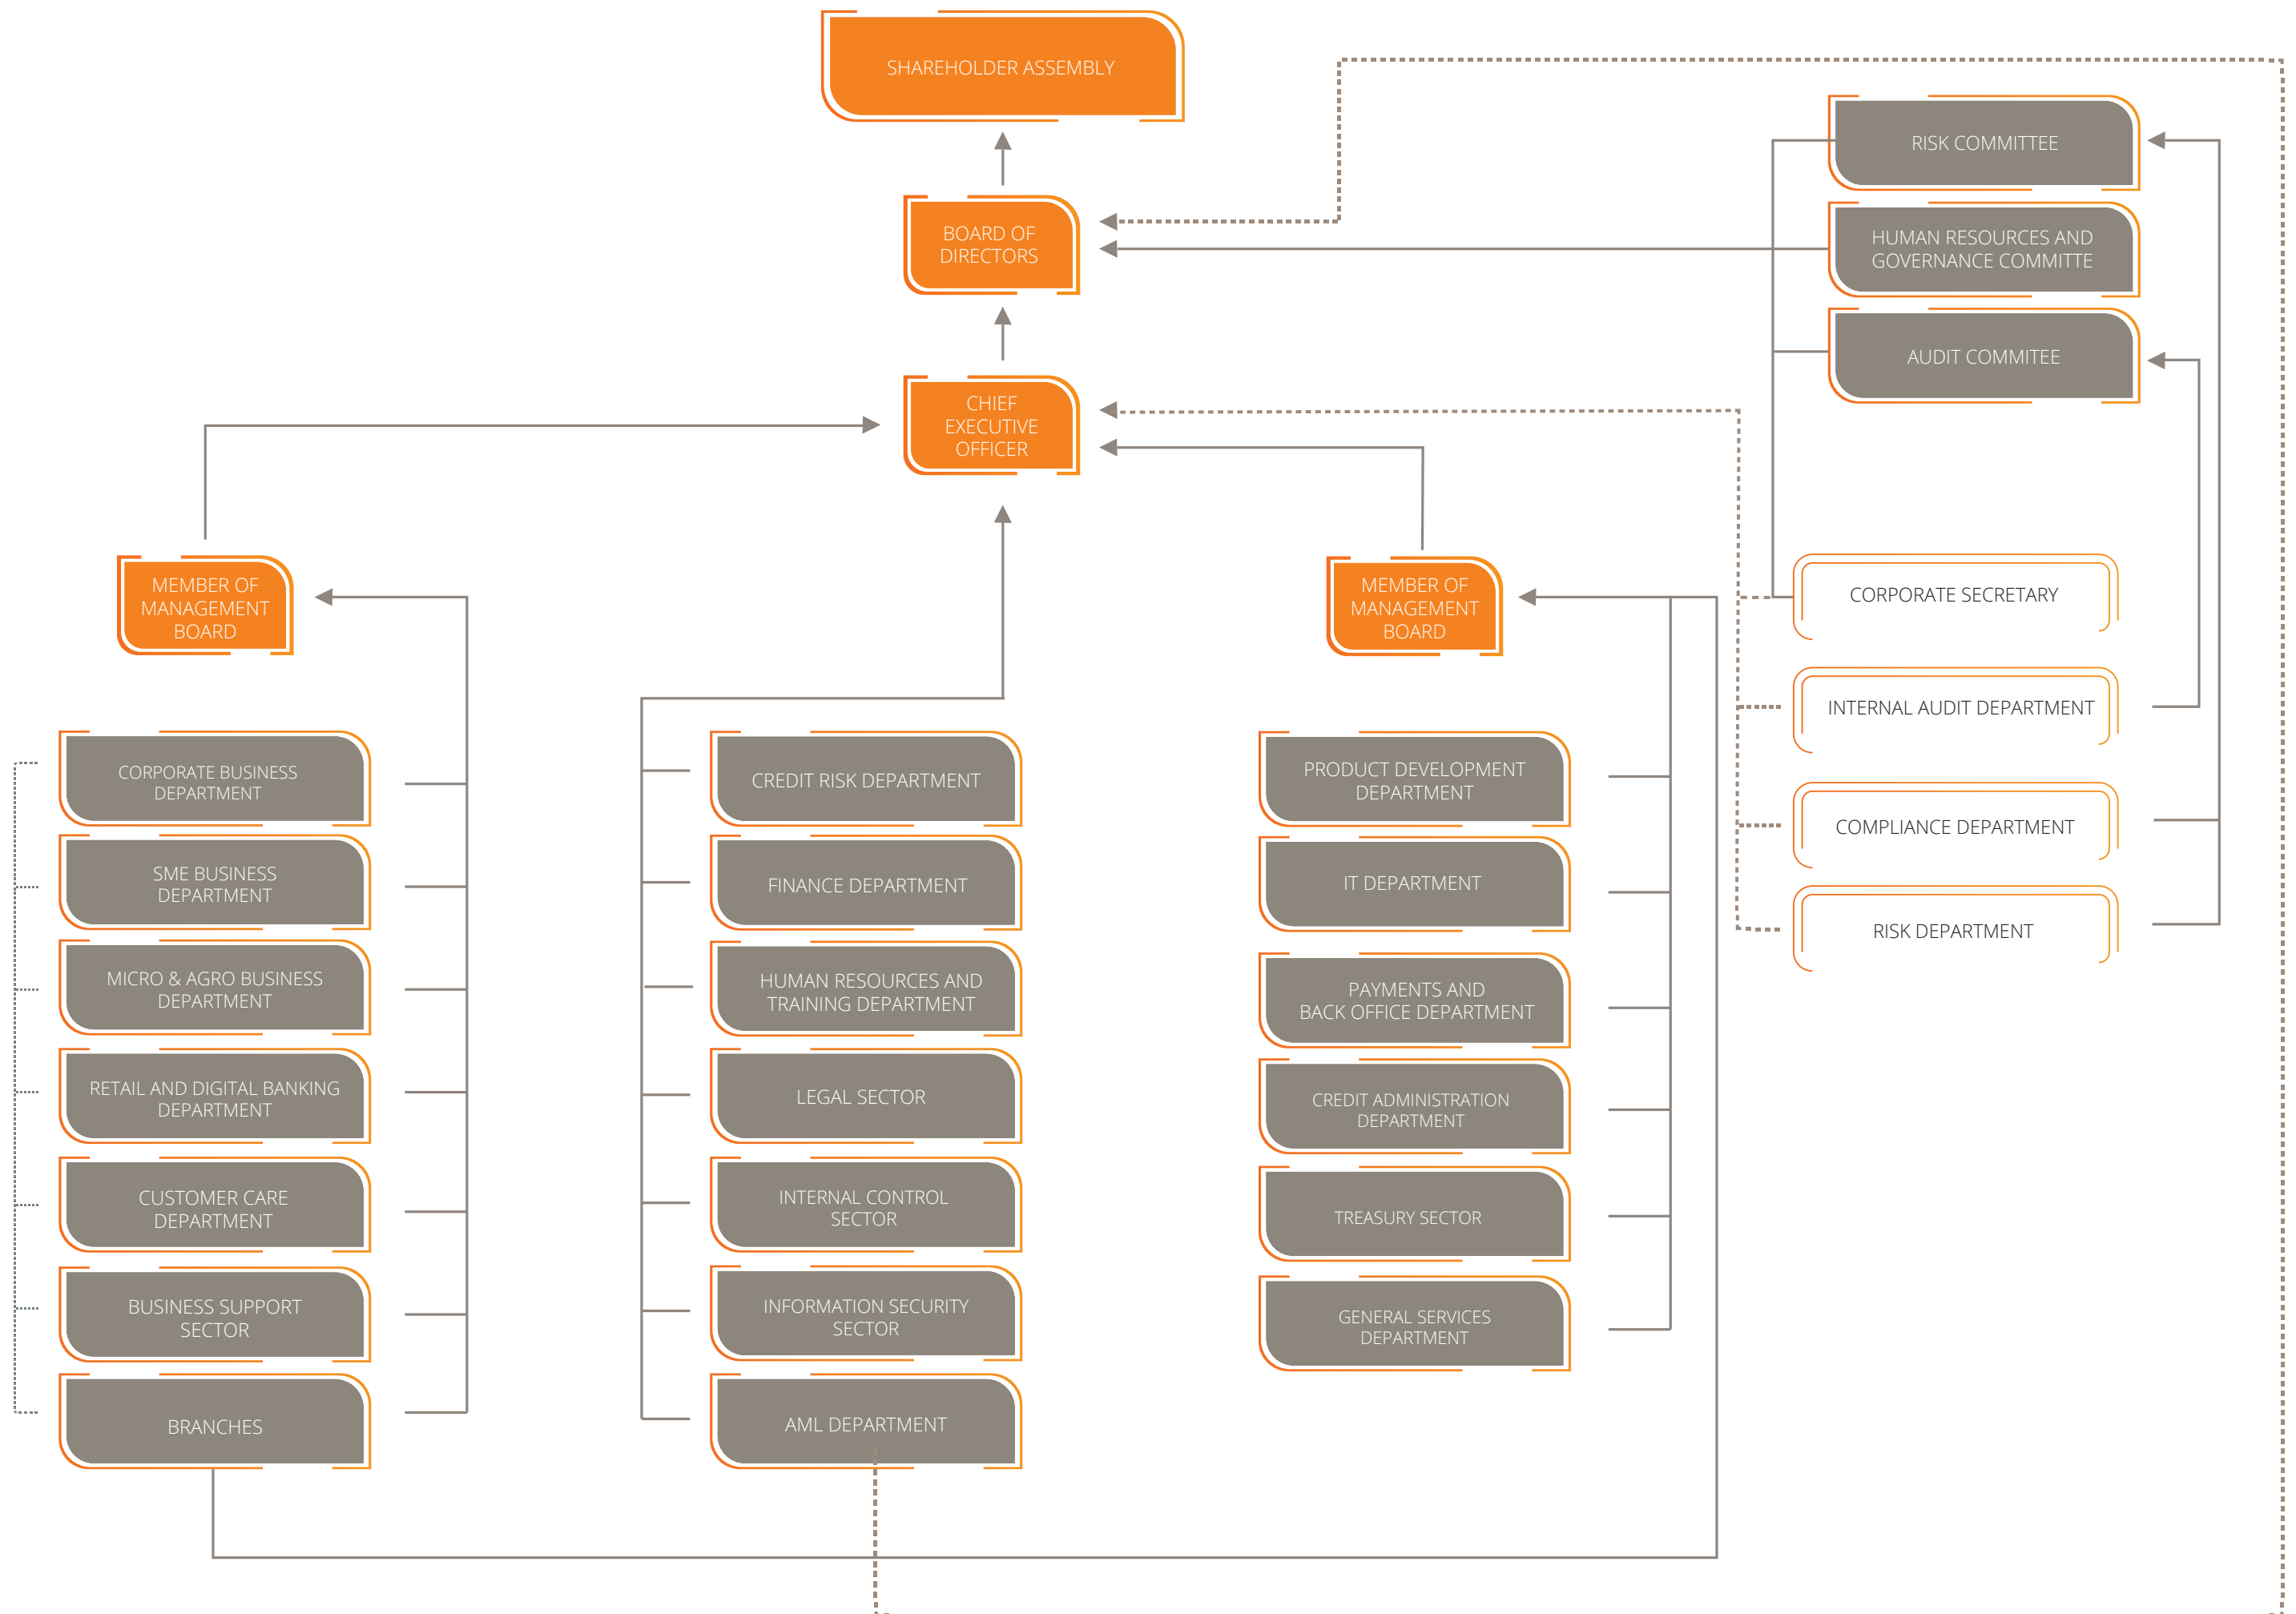 SHAREHOLDER ASSEMBLY
BOARD OF
DIRECTORS
CHIEF
EXECUTIVE
OFFICER
RISK COMMITTEE
HUMAN RESOURCES AND
GOVERNANCE COMMITTE
AUDIT COMMITEE
MEMBER OF
MANAGEMENT
BOARD
MEMBER OF
MANAGEMENT
BOARD
CORPORATE SECRETARY
INTERNAL AUDIT DEPARTMENT
COMPLIANCE DEPARTMENT
RISK DEPARTMENT
CORPORATE BUSINESS
DEPARTMENT
SME BUSINESS
DEPARTMENT
MICRO & AGRO BUSINESS
DEPARTMENT
RETAIL AND DIGITAL BANKING
DEPARTMENT
CUSTOMER CARE
DEPARTMENT
BUSINESS SUPPORT
SECTOR
BRANCHES
CREDIT RISK DEPARTMENT
FINANCE DEPARTMENT
HUMAN RESOURCES AND
TRAINING DEPARTMENT
LEGAL SECTOR
INTERNAL CONTROL
SECTOR
INFORMATION SECURITY
SECTOR
AML DEPARTMENT
PRODUCT DEVELOPMENT
DEPARTMENT
IT DEPARTMENT
PAYMENTS AND
BACK OFFICE DEPARTMENT
CREDIT ADMINISTRATION
DEPARTMENT
TREASURY SECTOR
GENERAL SERVICES
DEPARTMENT